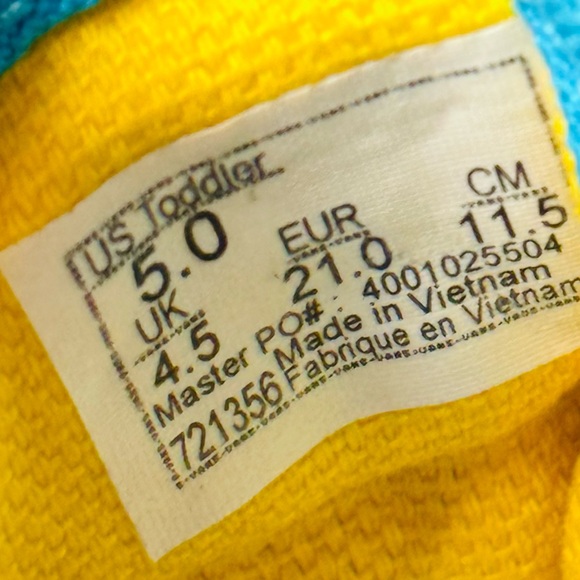 US Toddler
5.0 EUR CM
UK 21.0 11.5
4.5
Master PO# : 4001025504
721356 Made in Vietnam
Fabrique en Vietnam